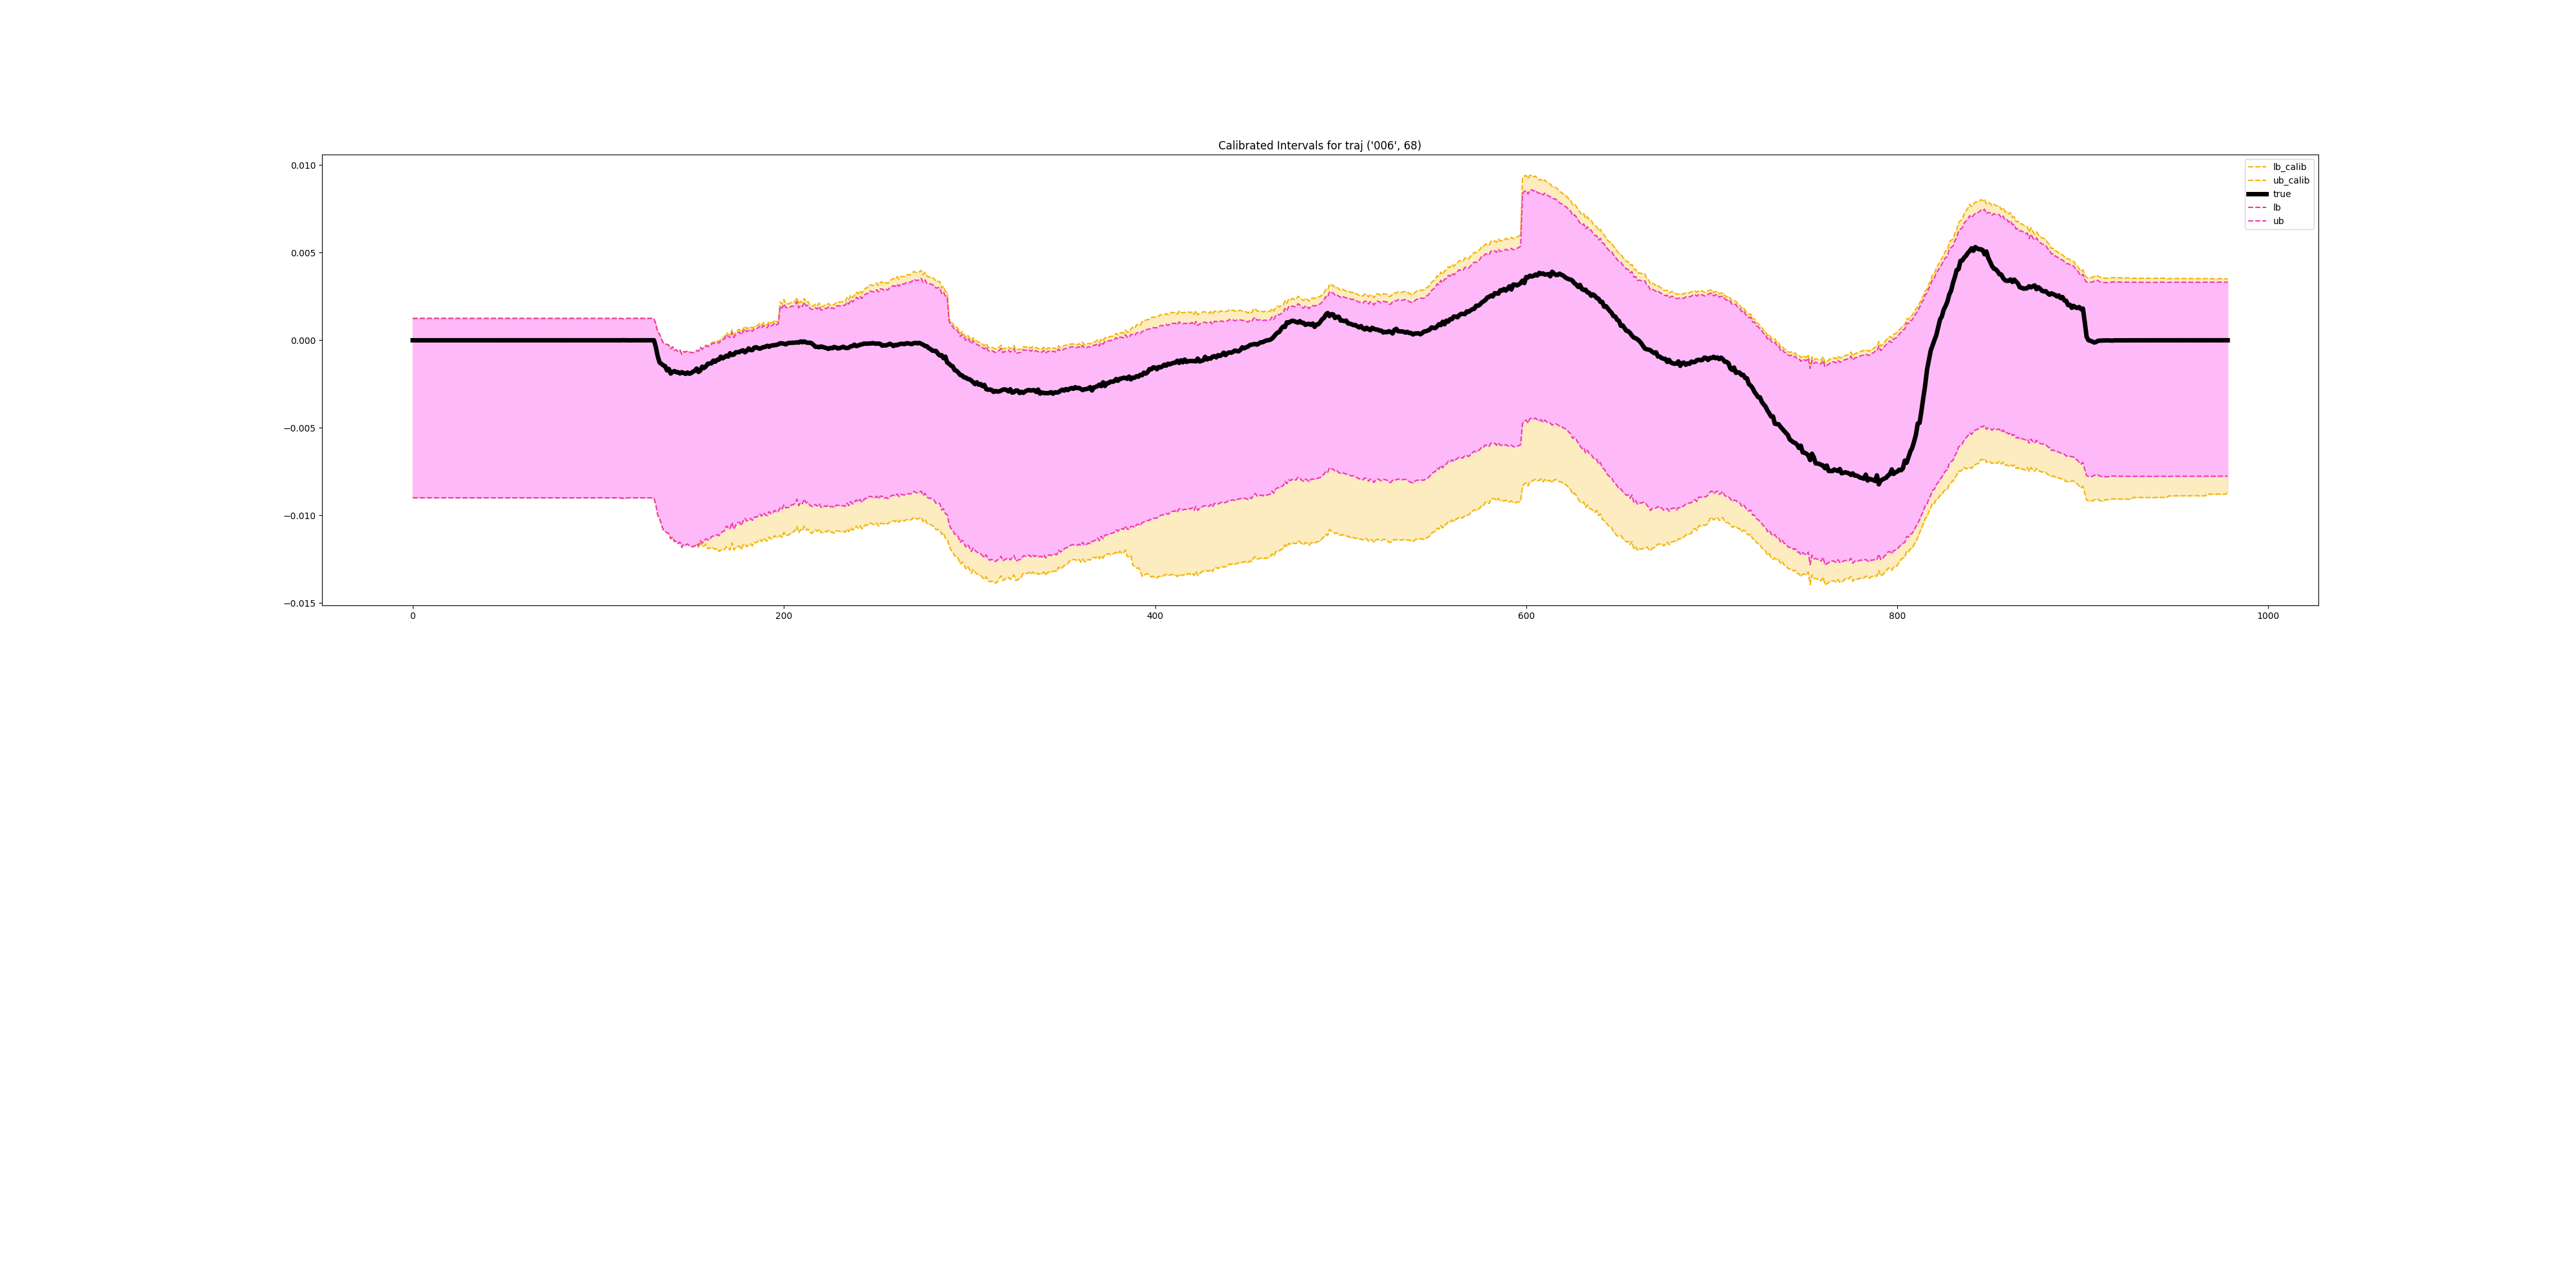 Calibrated Intervals for traj ('006', 68)
0.010
0.005
0.000
−0.005
−0.010
−0.015
0
200
400
600
800
1000
lb_calib
ub_calib
true
lb
ub